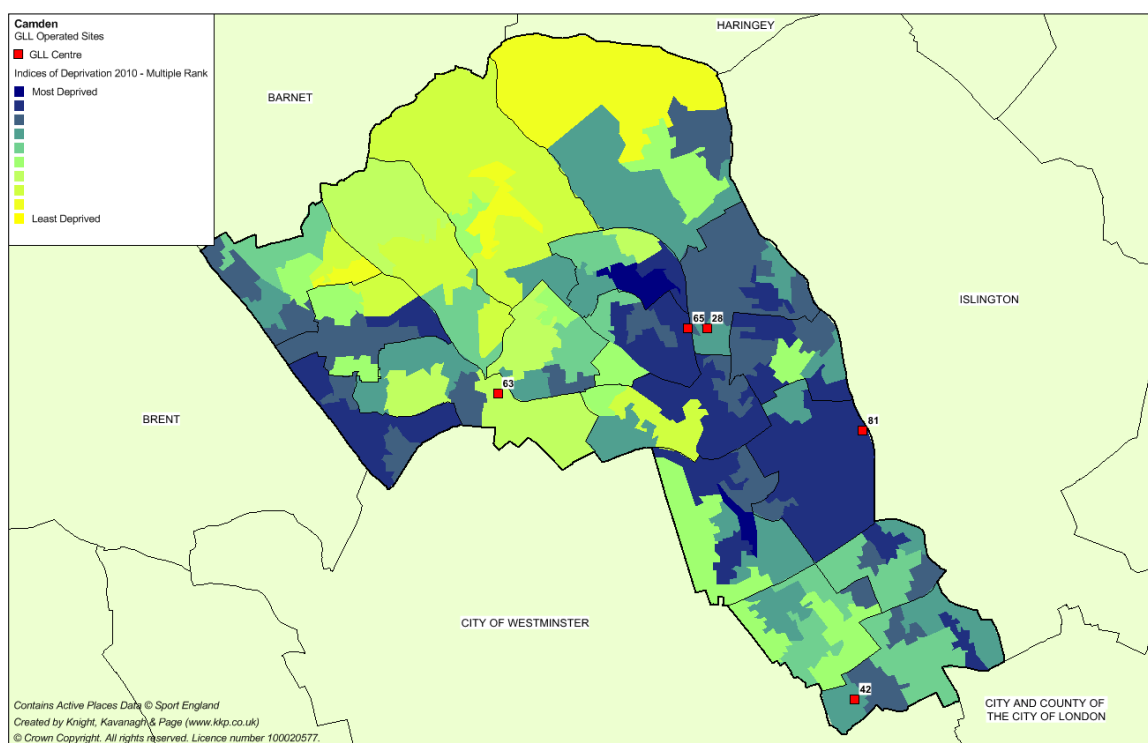 Camden
GLL Operated Sites
GLL Centre
Indices of Deprivation 2010 - Multiple Rank
Most Deprived
Least Deprived
HARINGEY
BARNET
ISLINGTON
65 28
63
BRENT
81
CITY OF WESTMINSTER
42
CITY AND COUNTY OF
THE CITY OF LONDON
Contains Active Places Data © Sport England
Created by Knight, Kavanagh & Page (www.kkp.co.uk)
© Crown Copyright. All rights reserved. Licence number 100020577.